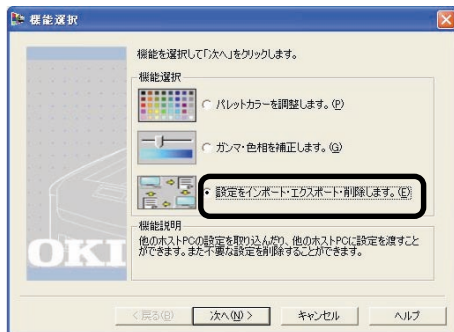 機能選択
機能を選択して「次へ」をクリックします。
機能選択
パレットカラーを調整します。(P)
ガンマ・色相を補正します。(G)
設定をインポート・エクスポート・削除します。(E)
機能説明
他のホストPCの設定を取り込んだり、他のホストPCに設定を渡すこと
ができます。また不要な設定を削除することができます。
OKI
< 戻る(B)
次へ(N) >
キャンセル
ヘルプ